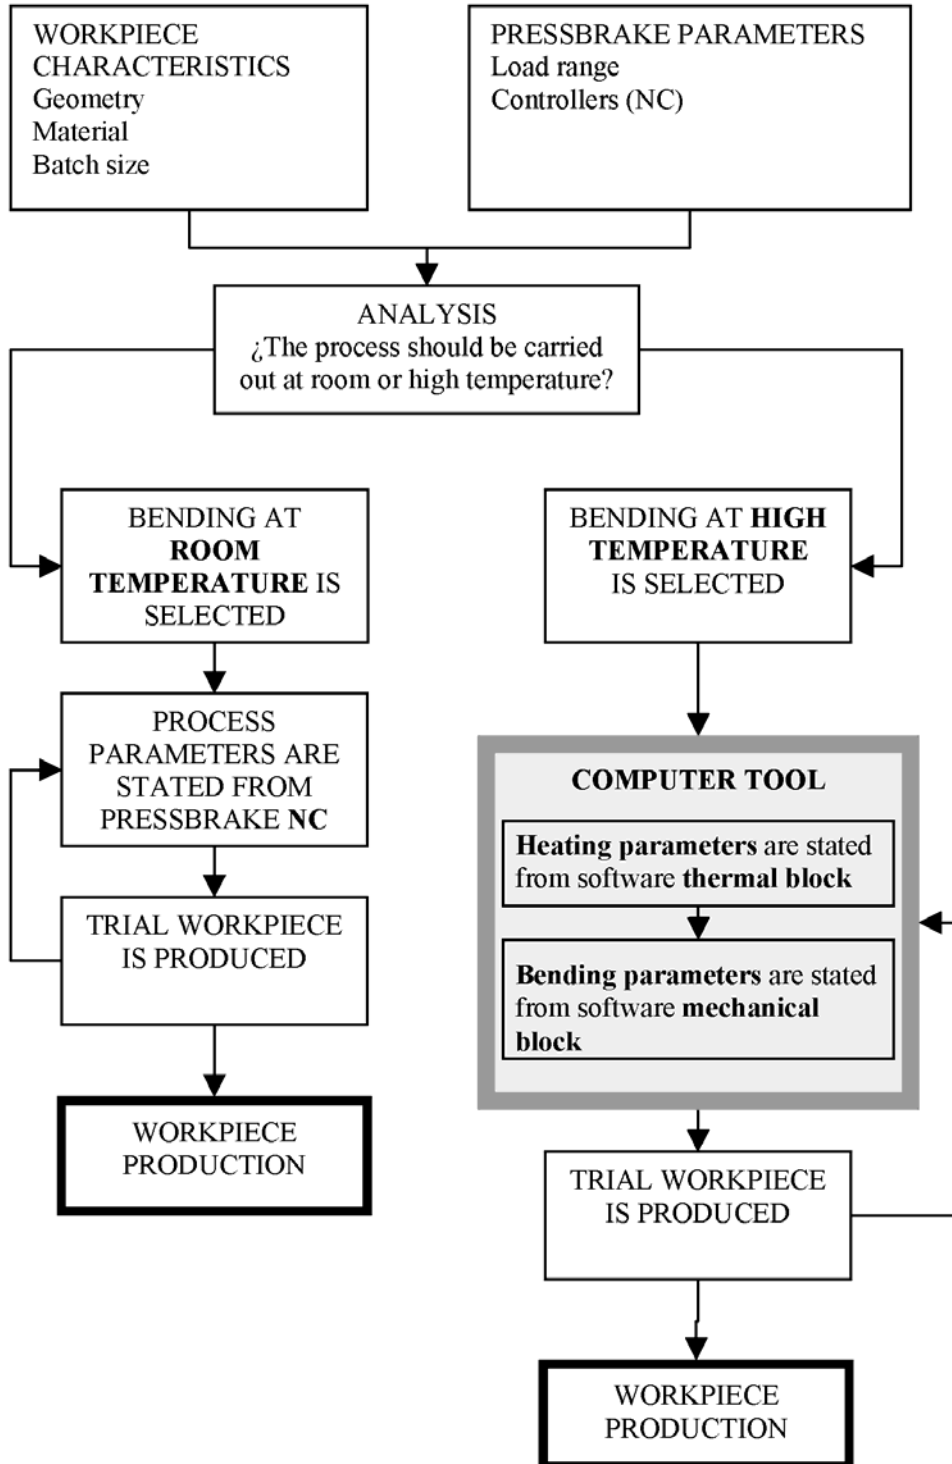 WORKPIECE
CHARACTERISTICS
Geometry
Material
Batch size
PRESSBRAKE PARAMETERS
Load range
Controllers (NC)
ANALYSIS
¿The process should be carried
out at room or high temperature?
BENDING AT
ROOM
TEMPERATURE IS
SELECTED
BENDING AT HIGH
TEMPERATURE
IS SELECTED
PROCESS
PARAMETERS ARE
STATED FROM
PRESSBRAKE NC
TRIAL WORKPIECE
IS PRODUCED
WORKPIECE
PRODUCTION
COMPUTER TOOL
Heating parameters are stated
from software thermal block
Bending parameters are stated
from software mechanical
block
TRIAL WORKPIECE
IS PRODUCED
WORKPIECE
PRODUCTION